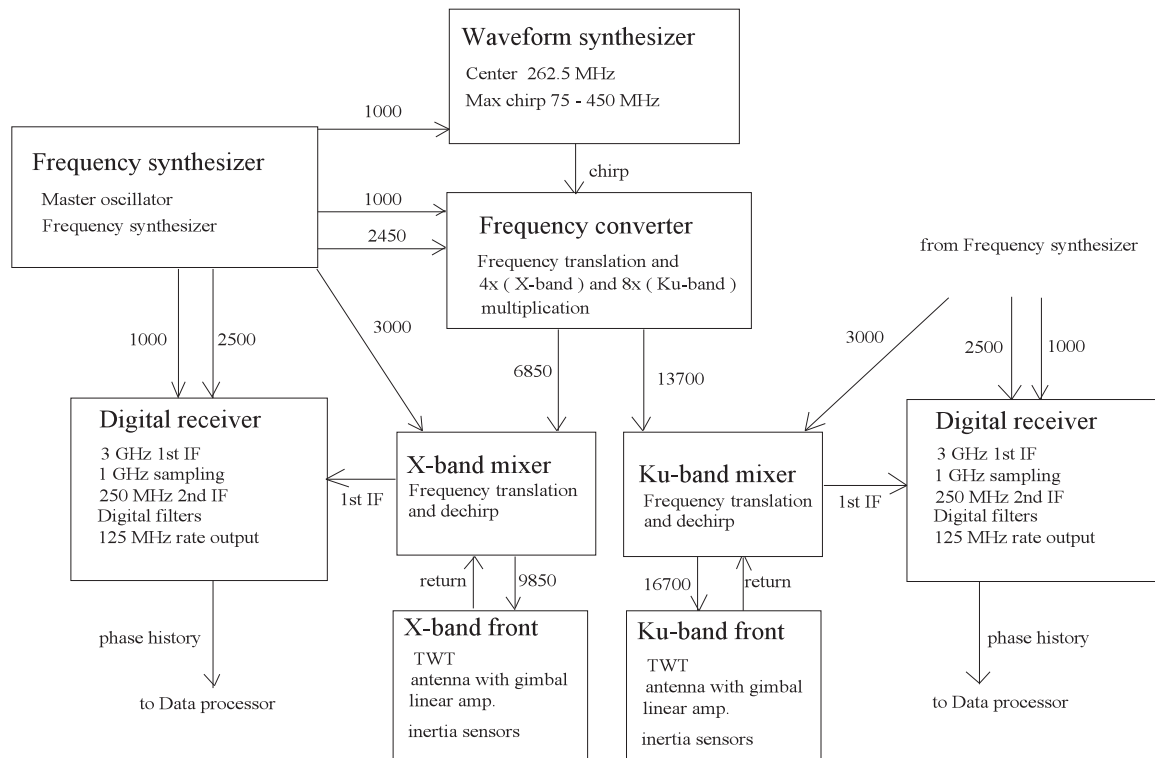 Waveform synthesizer
Center 262.5 MHz
Max chirp 75 - 450 MHz
1000
Frequency synthesizer
Master oscillator
Frequency synthesizer
chirp
1000
2450
Frequency converter
Frequency translation and
4x ( X-band ) and 8x ( Ku-band )
multiplication
from Frequency synthesizer
1000
2500
3000
6850
13700
3000
2500
1000
Digital receiver
3 GHz 1st IF
1 GHz sampling
250 MHz 2nd IF
Digital filters
125 MHz rate output
1st IF
X-band mixer
Frequency translation
and dechirp
Ku-band mixer
Frequency translation
and dechirp
1st IF
Digital receiver
3 GHz 1st IF
1 GHz sampling
250 MHz 2nd IF
Digital filters
125 MHz rate output
return
9850
16700
return
phase history
to Data processor
X-band front
TWT
antenna with gimbal
linear amp.
inertia sensors
Ku-band front
TWT
antenna with gimbal
linear amp.
inertia sensors
phase history
to Data processor